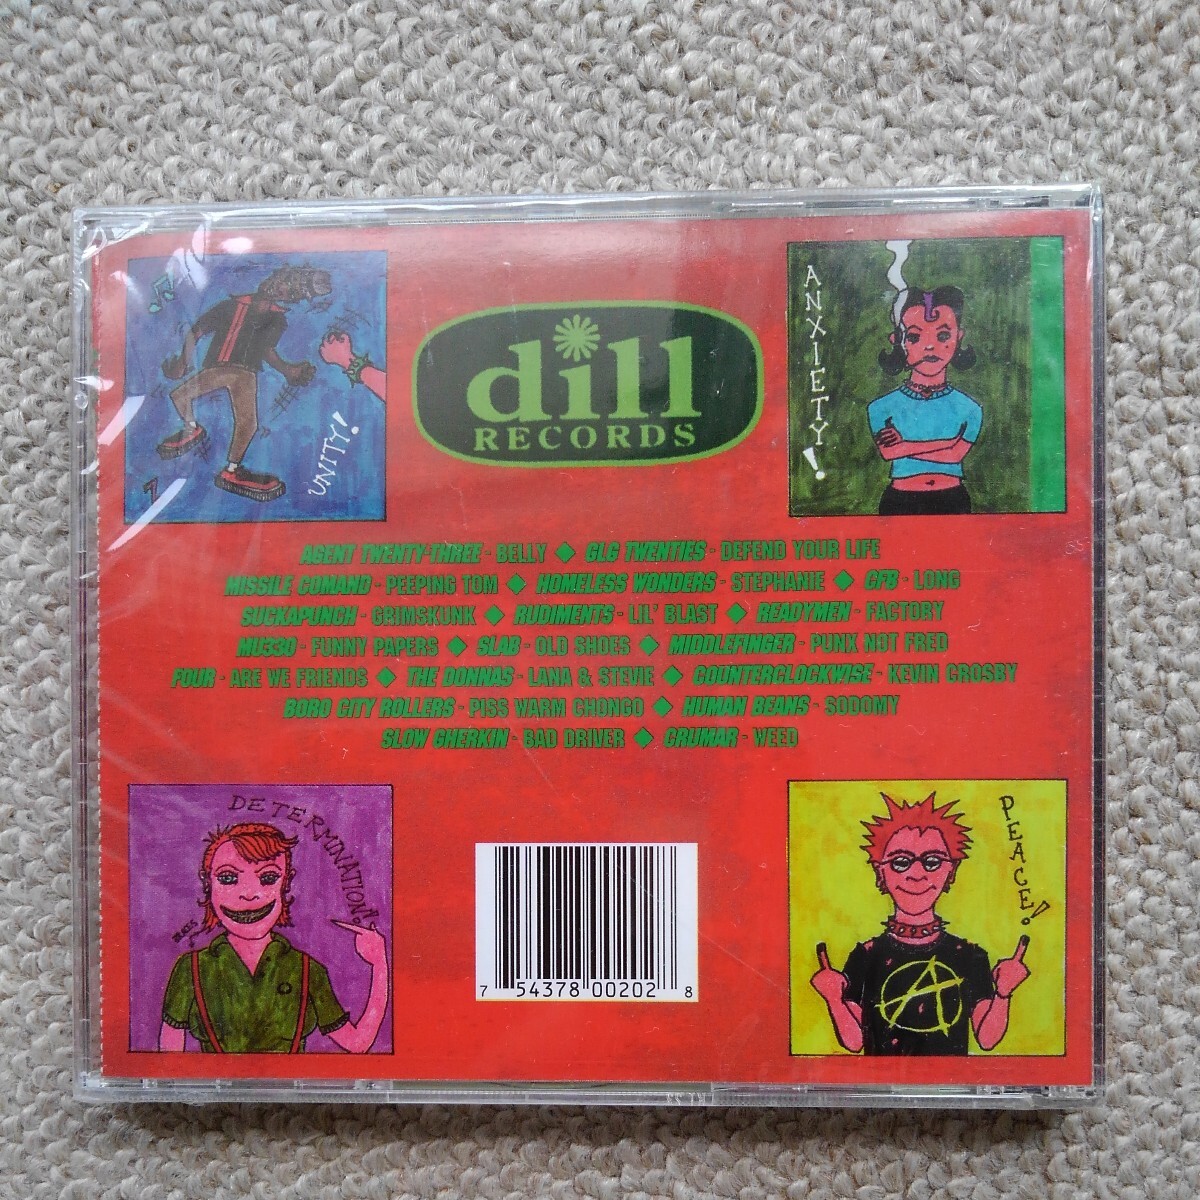 UNITY!
ANXIETY!
dill
RECORDS
AGENT TWENTY-THREE - BELLY ◆ GLG TWENTIES - DEFEND YOUR LIFE
MISSILE COMAND - PEEPING TOM ◆ HOMELESS WONDERS - STEPHANIE ◆ CFB - LONG
SUCKAPUNCH - GRIMSKUNK ◆ RUDIMENTS - LIL' BLAST ◆ READYMEN - FACTORY
MU330 - FUNNY PAPERS ◆ SLAB - OLD SHOES ◆ MIDDLEFINGER - PUNX NOT FRED
FOUR - ARE WE FRIENDS ◆ THE DONNAS - LANA & STEVIE ◆ COUNTERCLOCKWISE - KEVIN CROSBY
BORO CITY ROLLERS - PISS WARM CHONGO ◆ HUMAN BEANS - SODOMY
SLOW GHERKIN - BAD DRIVER ◆ GRUMAR - WEED
DETERMINATION!
PEACE!
7 54378 00202 8